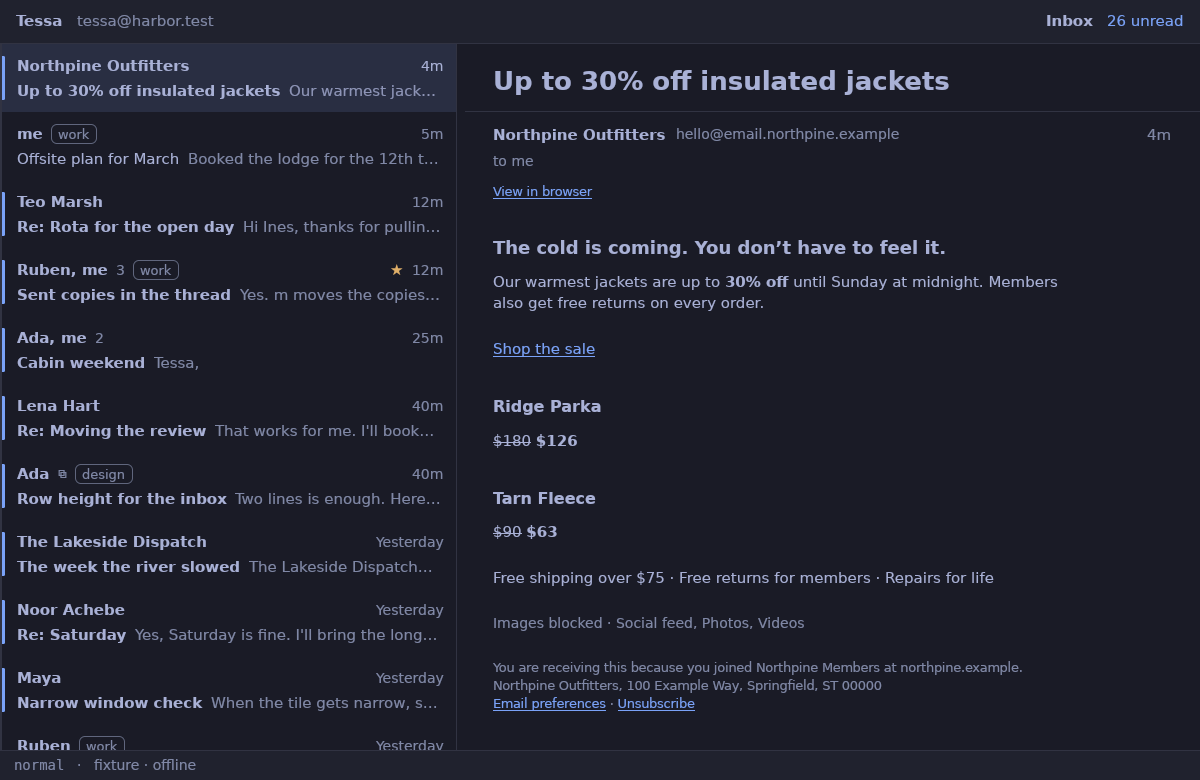 Tessa tessa@harbor.test
Inbox 26 unread
Northpine Outfitters 4m
Up to 30% off insulated jackets Our warmest jack…
me work 5m
Offsite plan for March Booked the lodge for the 12th t…
Teo Marsh 12m
Re: Rota for the open day Hi Ines, thanks for pullin…
Ruben, me 3 work ★ 12m
Sent copies in the thread Yes. m moves the copies…
Ada, me 2 25m
Cabin weekend Tessa,
Lena Hart 40m
Re: Moving the review That works for me. I'll book…
Ada design 40m
Row height for the inbox Two lines is enough. Here…
The Lakeside Dispatch Yesterday
The week the river slowed The Lakeside Dispatch…
Noor Achebe Yesterday
Re: Saturday Yes, Saturday is fine. I'll bring the long…
Maya Yesterday
Narrow window check When the tile gets narrow, s…
Ruben work Yesterday
Up to 30% off insulated jackets
Northpine Outfitters hello@email.northpine.example 4m
to me
View in browser
The cold is coming. You don’t have to feel it.
Our warmest jackets are up to 30% off until Sunday at midnight. Members
also get free returns on every order.
Shop the sale
Ridge Parka
$180 $126
Tarn Fleece
$90 $63
Free shipping over $75 · Free returns for members · Repairs for life
Images blocked · Social feed, Photos, Videos
You are receiving this because you joined Northpine Members at northpine.example.
Northpine Outfitters, 100 Example Way, Springfield, ST 00000
Email preferences · Unsubscribe
normal · fixture · offline